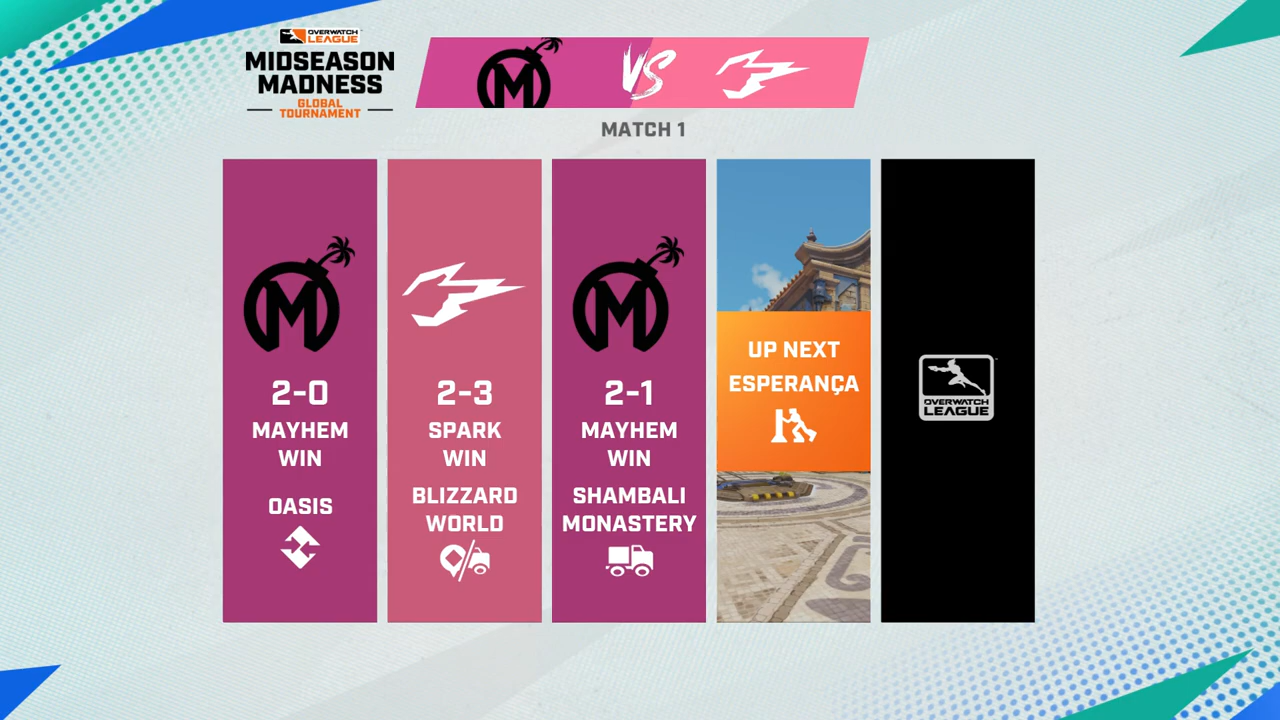 OVERWATCH
LEAGUE
MIDSEASON
MADNESS
GLOBAL
TOURNAMENT
M VS
MATCH 1
M
2-0
MAYHEM
WIN
OASIS
2-3
SPARK
WIN
BLIZZARD
WORLD
M
2-1
MAYHEM
WIN
SHAMBALI
MONASTERY
UP NEXT
ESPERANÇA
OVERWATCH
LEAGUE